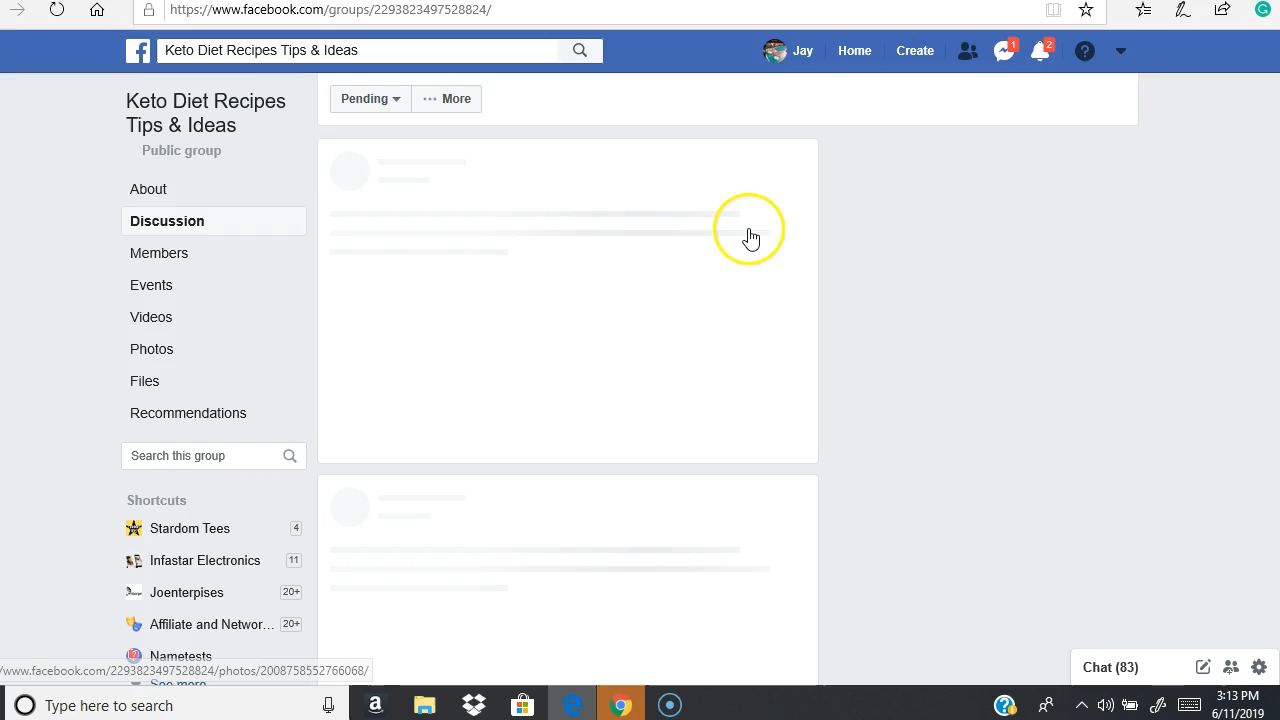 https://www.facebook.com/groups/2293823497528824/
Keto Diet Recipes Tips & Ideas
Jay
Home
Create
1
2
Keto Diet Recipes
Tips & Ideas
Public group
Pending
More
About
Discussion
Members
Events
Videos
Photos
Files
Recommendations
Search this group
Shortcuts
Stardom Tees 4
Infastar Electronics 11
Joenterpises 20+
Affiliate and Networ... 20+
Nametests
See more
/www.facebook.com/2293823497528824/photos/2008758552766068/
Chat (83)
Type here to search
3:13 PM
6/11/2019